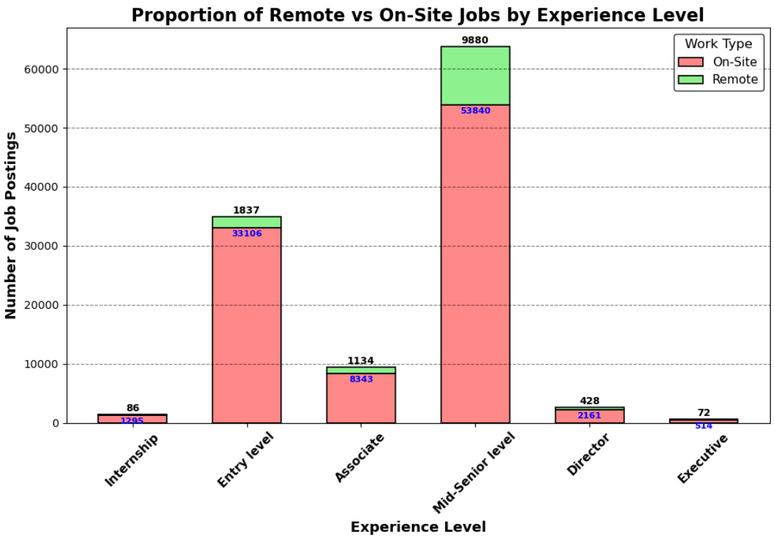 Proportion of Remote vs On-Site Jobs by Experience Level
Number of Job Postings
60000
50000
40000
30000
20000
10000
0
Work Type
On-Site
Remote
86
1295
1837
33106
1134
8343
9880
53840
428
2161
72
514
Internship
Entry level
Associate
Mid-Senior level
Director
Executive
Experience Level